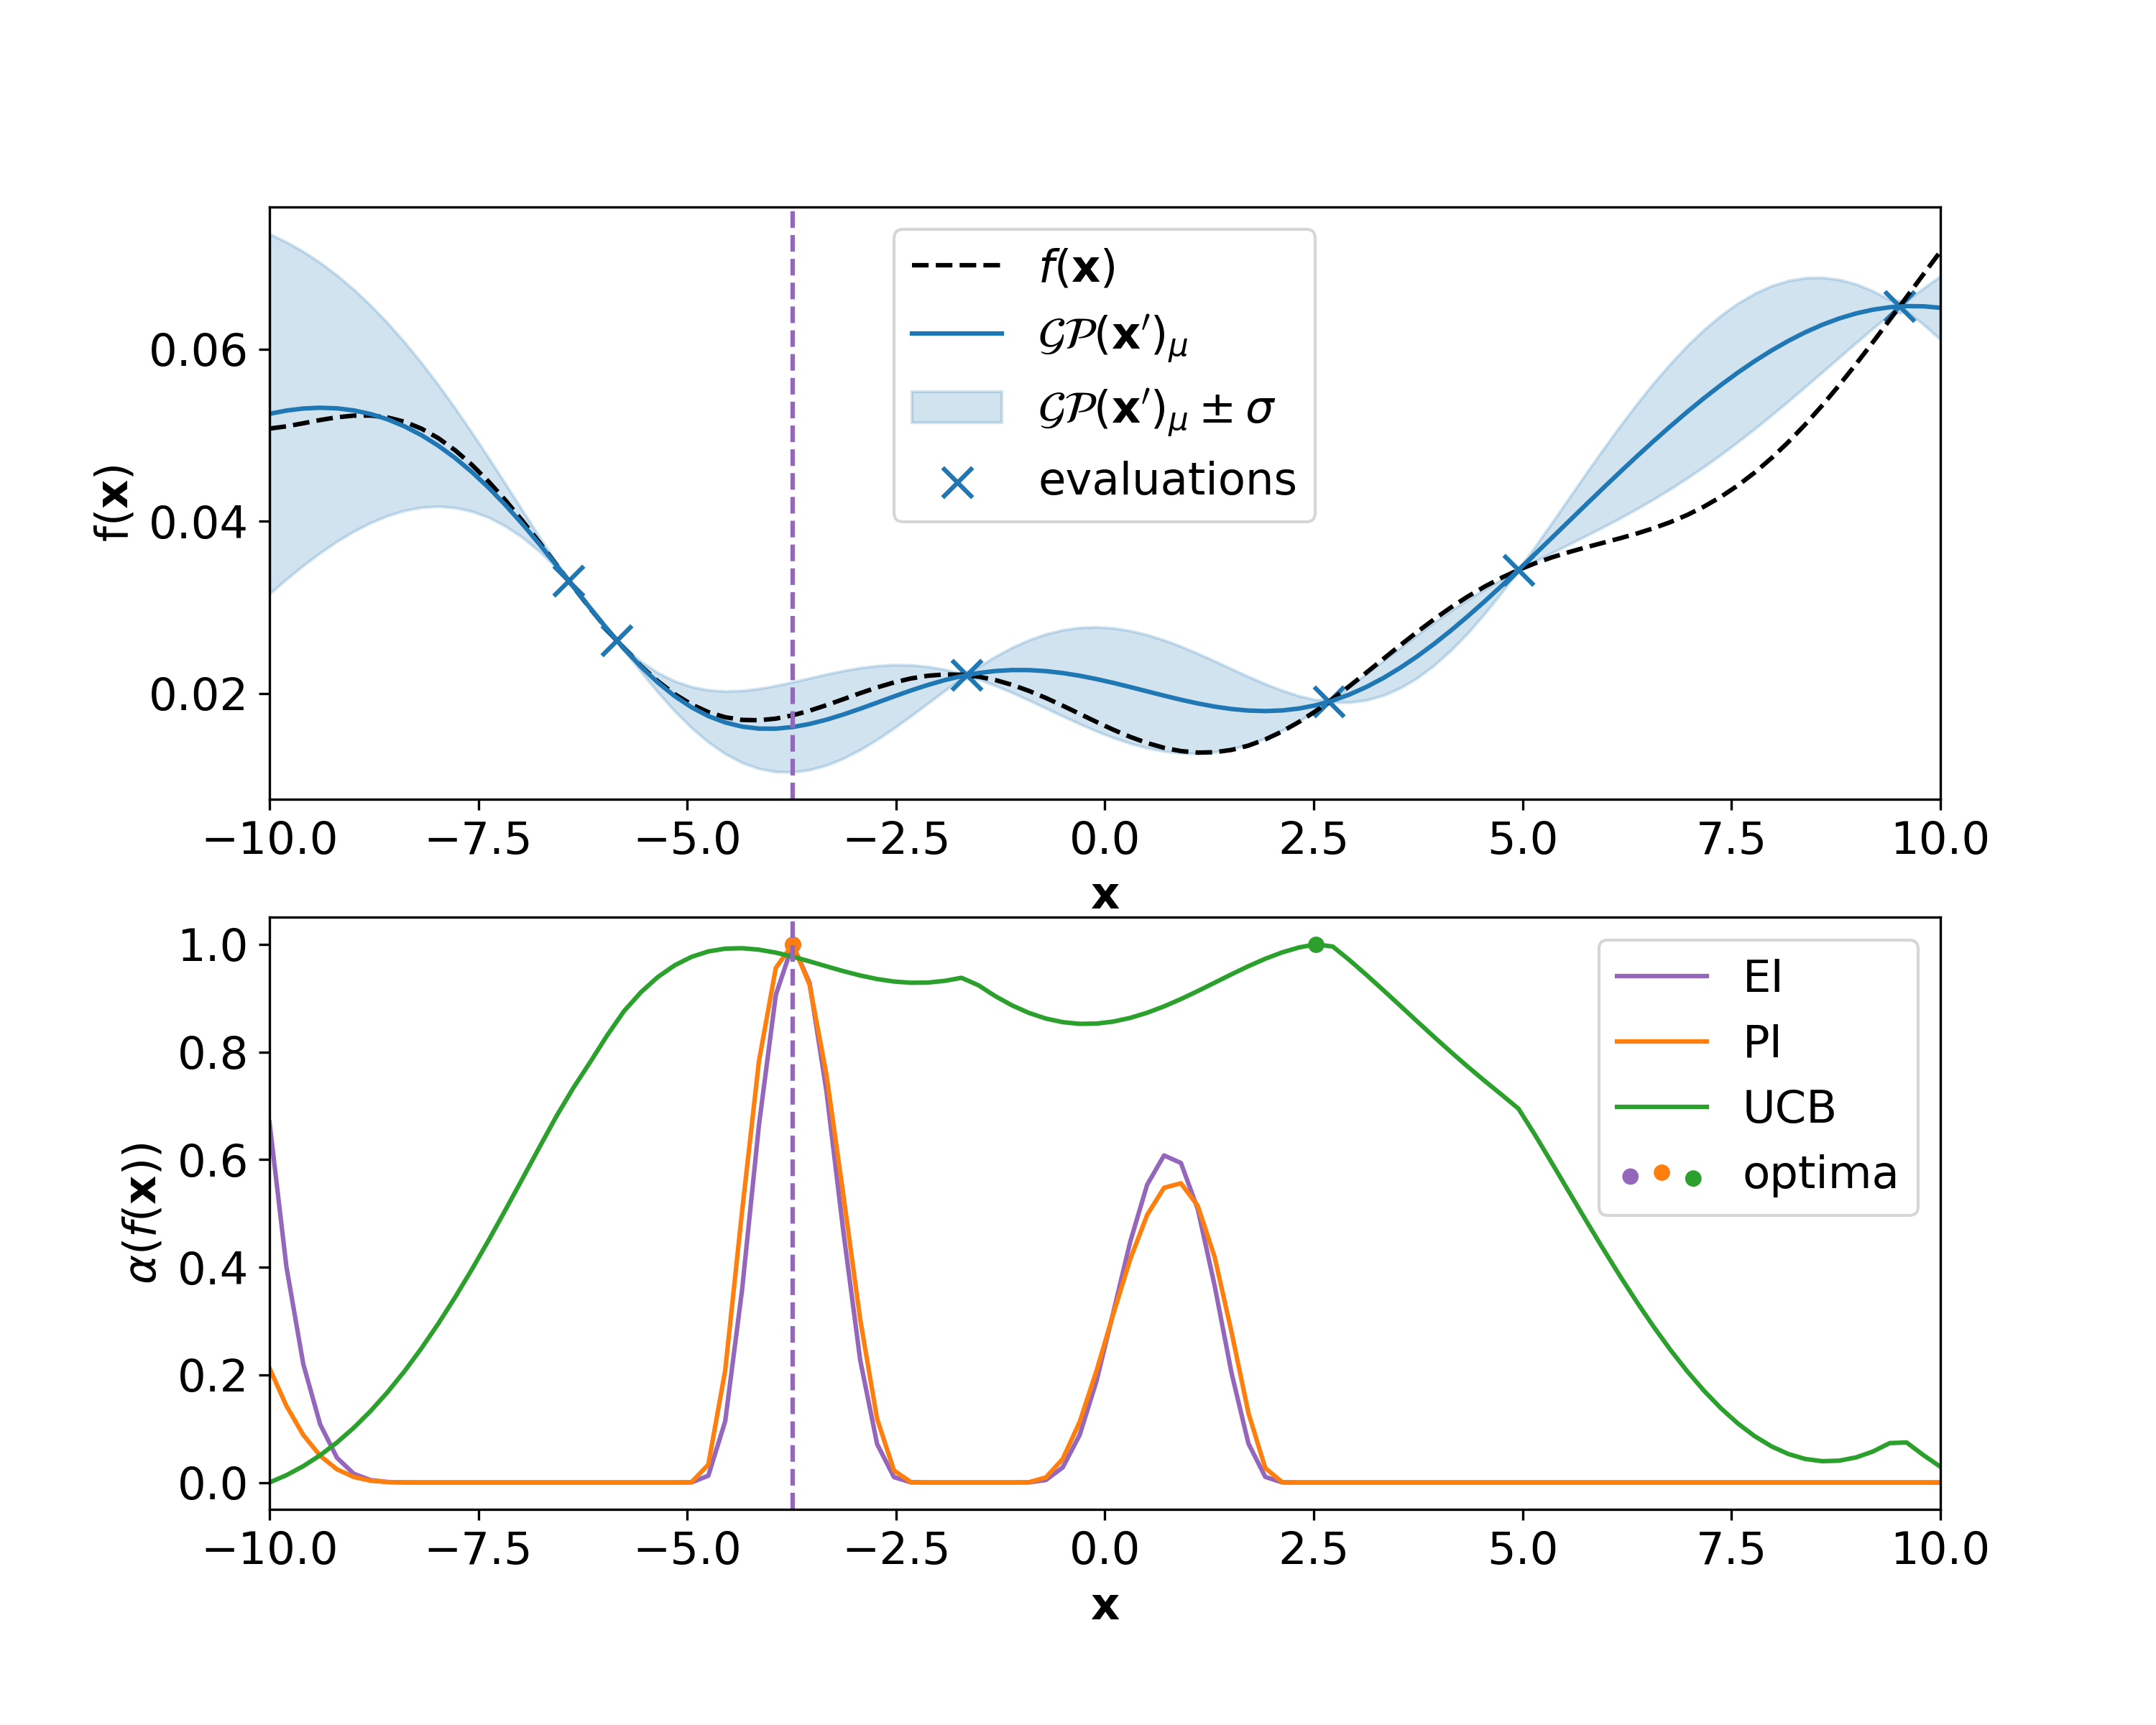 f(𝐱)
0.06
0.04
0.02
f(𝐱)
𝒢𝒫(𝐱′)μ
𝒢𝒫(𝐱′)μ ± σ
evaluations
−10.0 −7.5 −5.0 −2.5 0.0 2.5 5.0 7.5 10.0
𝐱
α(f(𝐱))
1.0
0.8
0.6
0.4
0.2
0.0
EI
PI
UCB
optima
−10.0 −7.5 −5.0 −2.5 0.0 2.5 5.0 7.5 10.0
𝐱